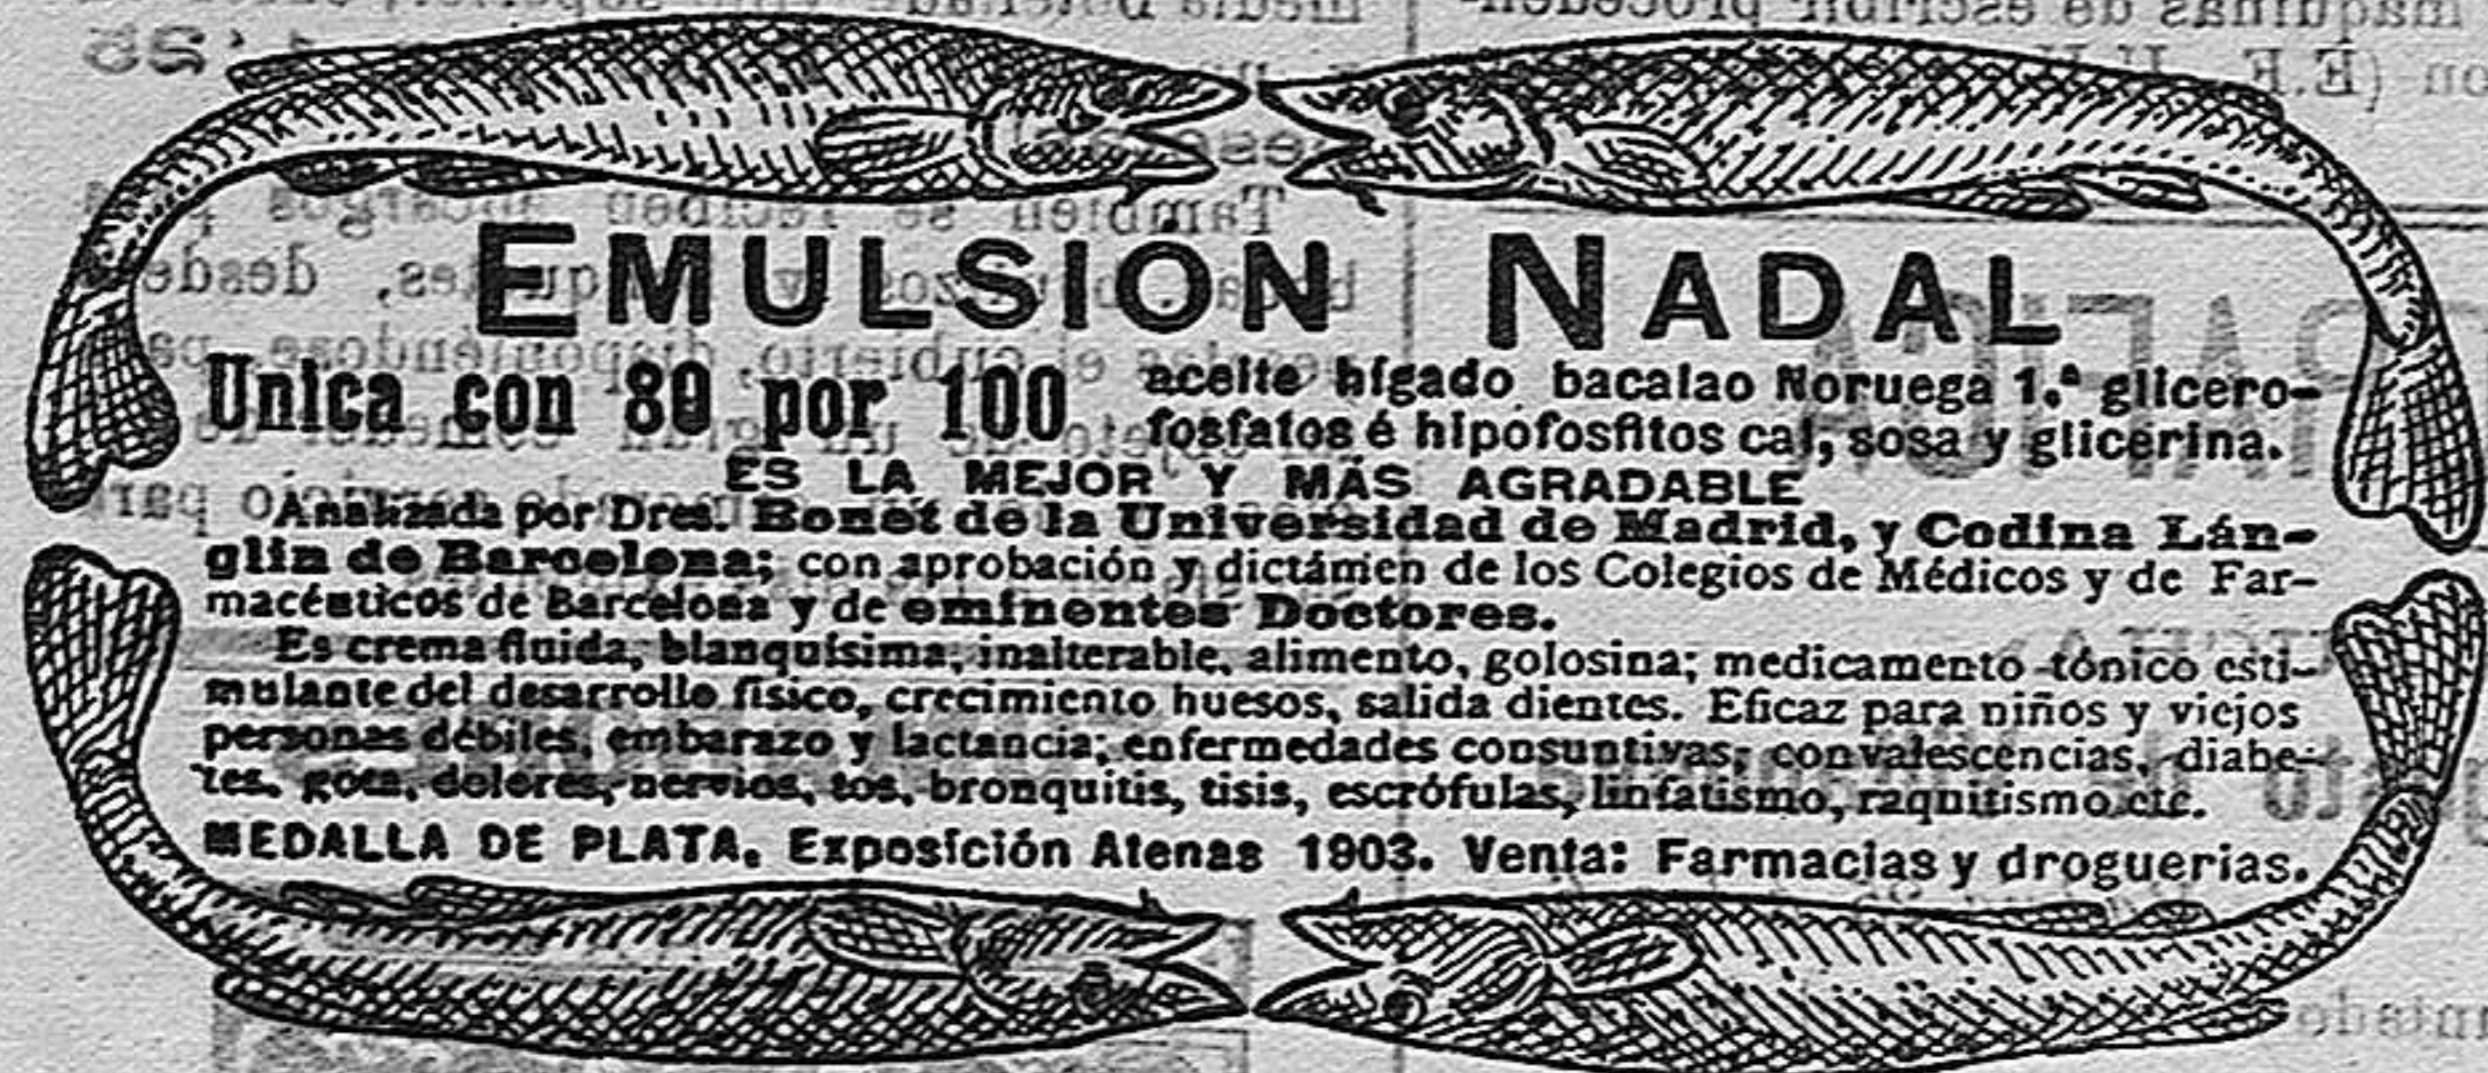 EMULSION NADAL
Unica con 80 por 100 aceite hígado bacalao Noruega 1.ª glicero-
fosfatos é hipofosfitos cal, sosa y glicerina.
ES LA MEJOR Y MÁS AGRADABLE
Analizada por Dres. Bonet de la Universidad de Madrid, y Codina Lán-
glin de Barcelona; con aprobación y dictámen de los Colegios de Médicos y de Far-
macéuticos de Barcelona y de eminentes Doctores.
Es crema fluida, blanquísima, inalterable, alimento, golosina; medicamento tónico esti-
mulante del desarrollo físico, crecimiento huesos, salida dientes. Eficaz para niños y viejos
personas débiles, embarazo y lactancia; enfermedades consuntivas; convalescencias, diabe-
tes, gota, dolores, nervios, tos, bronquitis, tisis, escrófulas, linfatismo, raquitismo etc.
MEDALLA DE PLATA. Exposición Atenas 1903. Venta: Farmacias y droguerias.